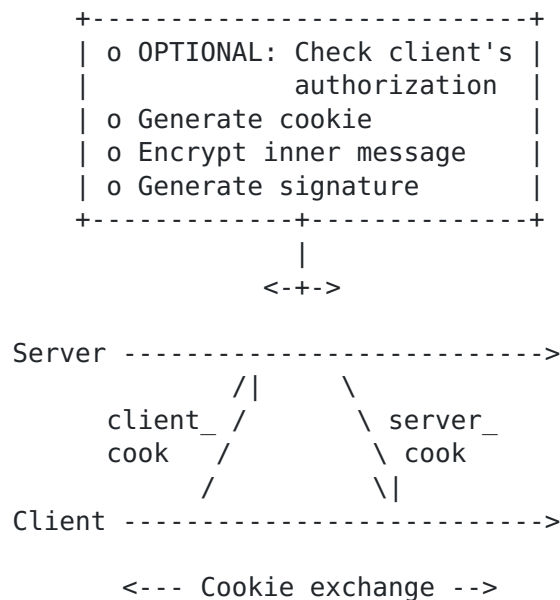 o OPTIONAL: Check client's
authorization
o Generate cookie
o Encrypt inner message
o Generate signature
Server
client_ server_
cook cook
Client
<--- Cookie exchange -->